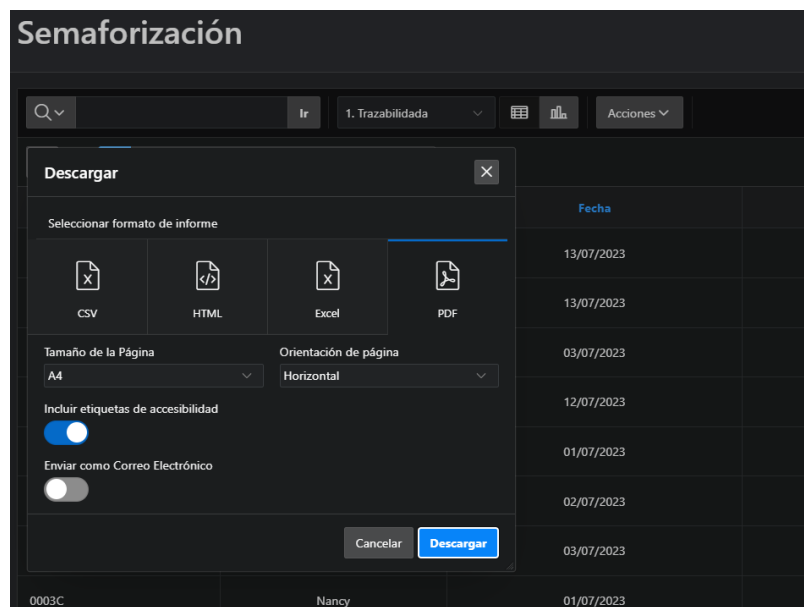 Semaforización
Ir
1. Trazabilidada
Acciones
Descargar
Fecha
Seleccionar formato de informe
CSV
HTML
Excel
PDF
13/07/2023
13/07/2023
Tamaño de la Página
Orientación de página
03/07/2023
A4
Horizontal
12/07/2023
Incluir etiquetas de accesibilidad
01/07/2023
Enviar como Correo Electrónico
02/07/2023
Cancelar
Descargar
03/07/2023
0003C
Nancy
01/07/2023